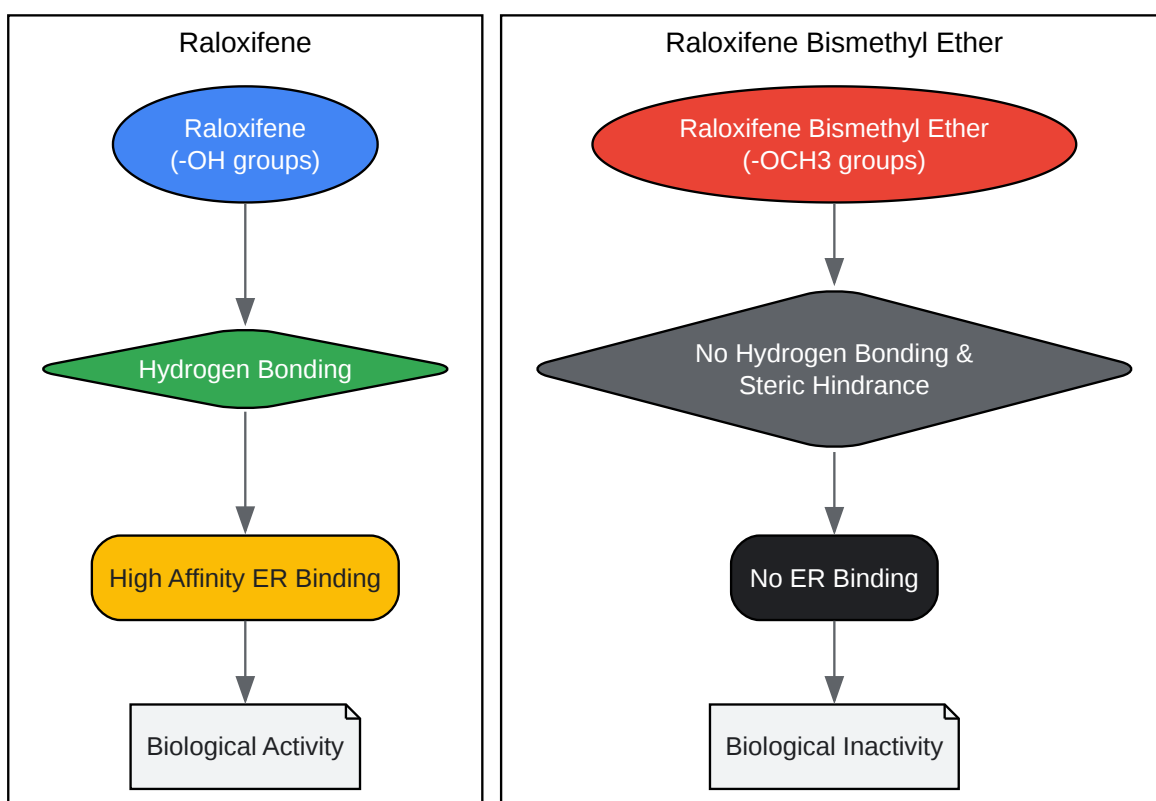 Raloxifene
Raloxifene
(-OH groups)
Hydrogen Bonding
High Affinity ER Binding
Biological Activity
Raloxifene Bismethyl Ether
Raloxifene Bismethyl Ether
(-OCH3 groups)
No Hydrogen Bonding &
Steric Hindrance
No ER Binding
Biological Inactivity